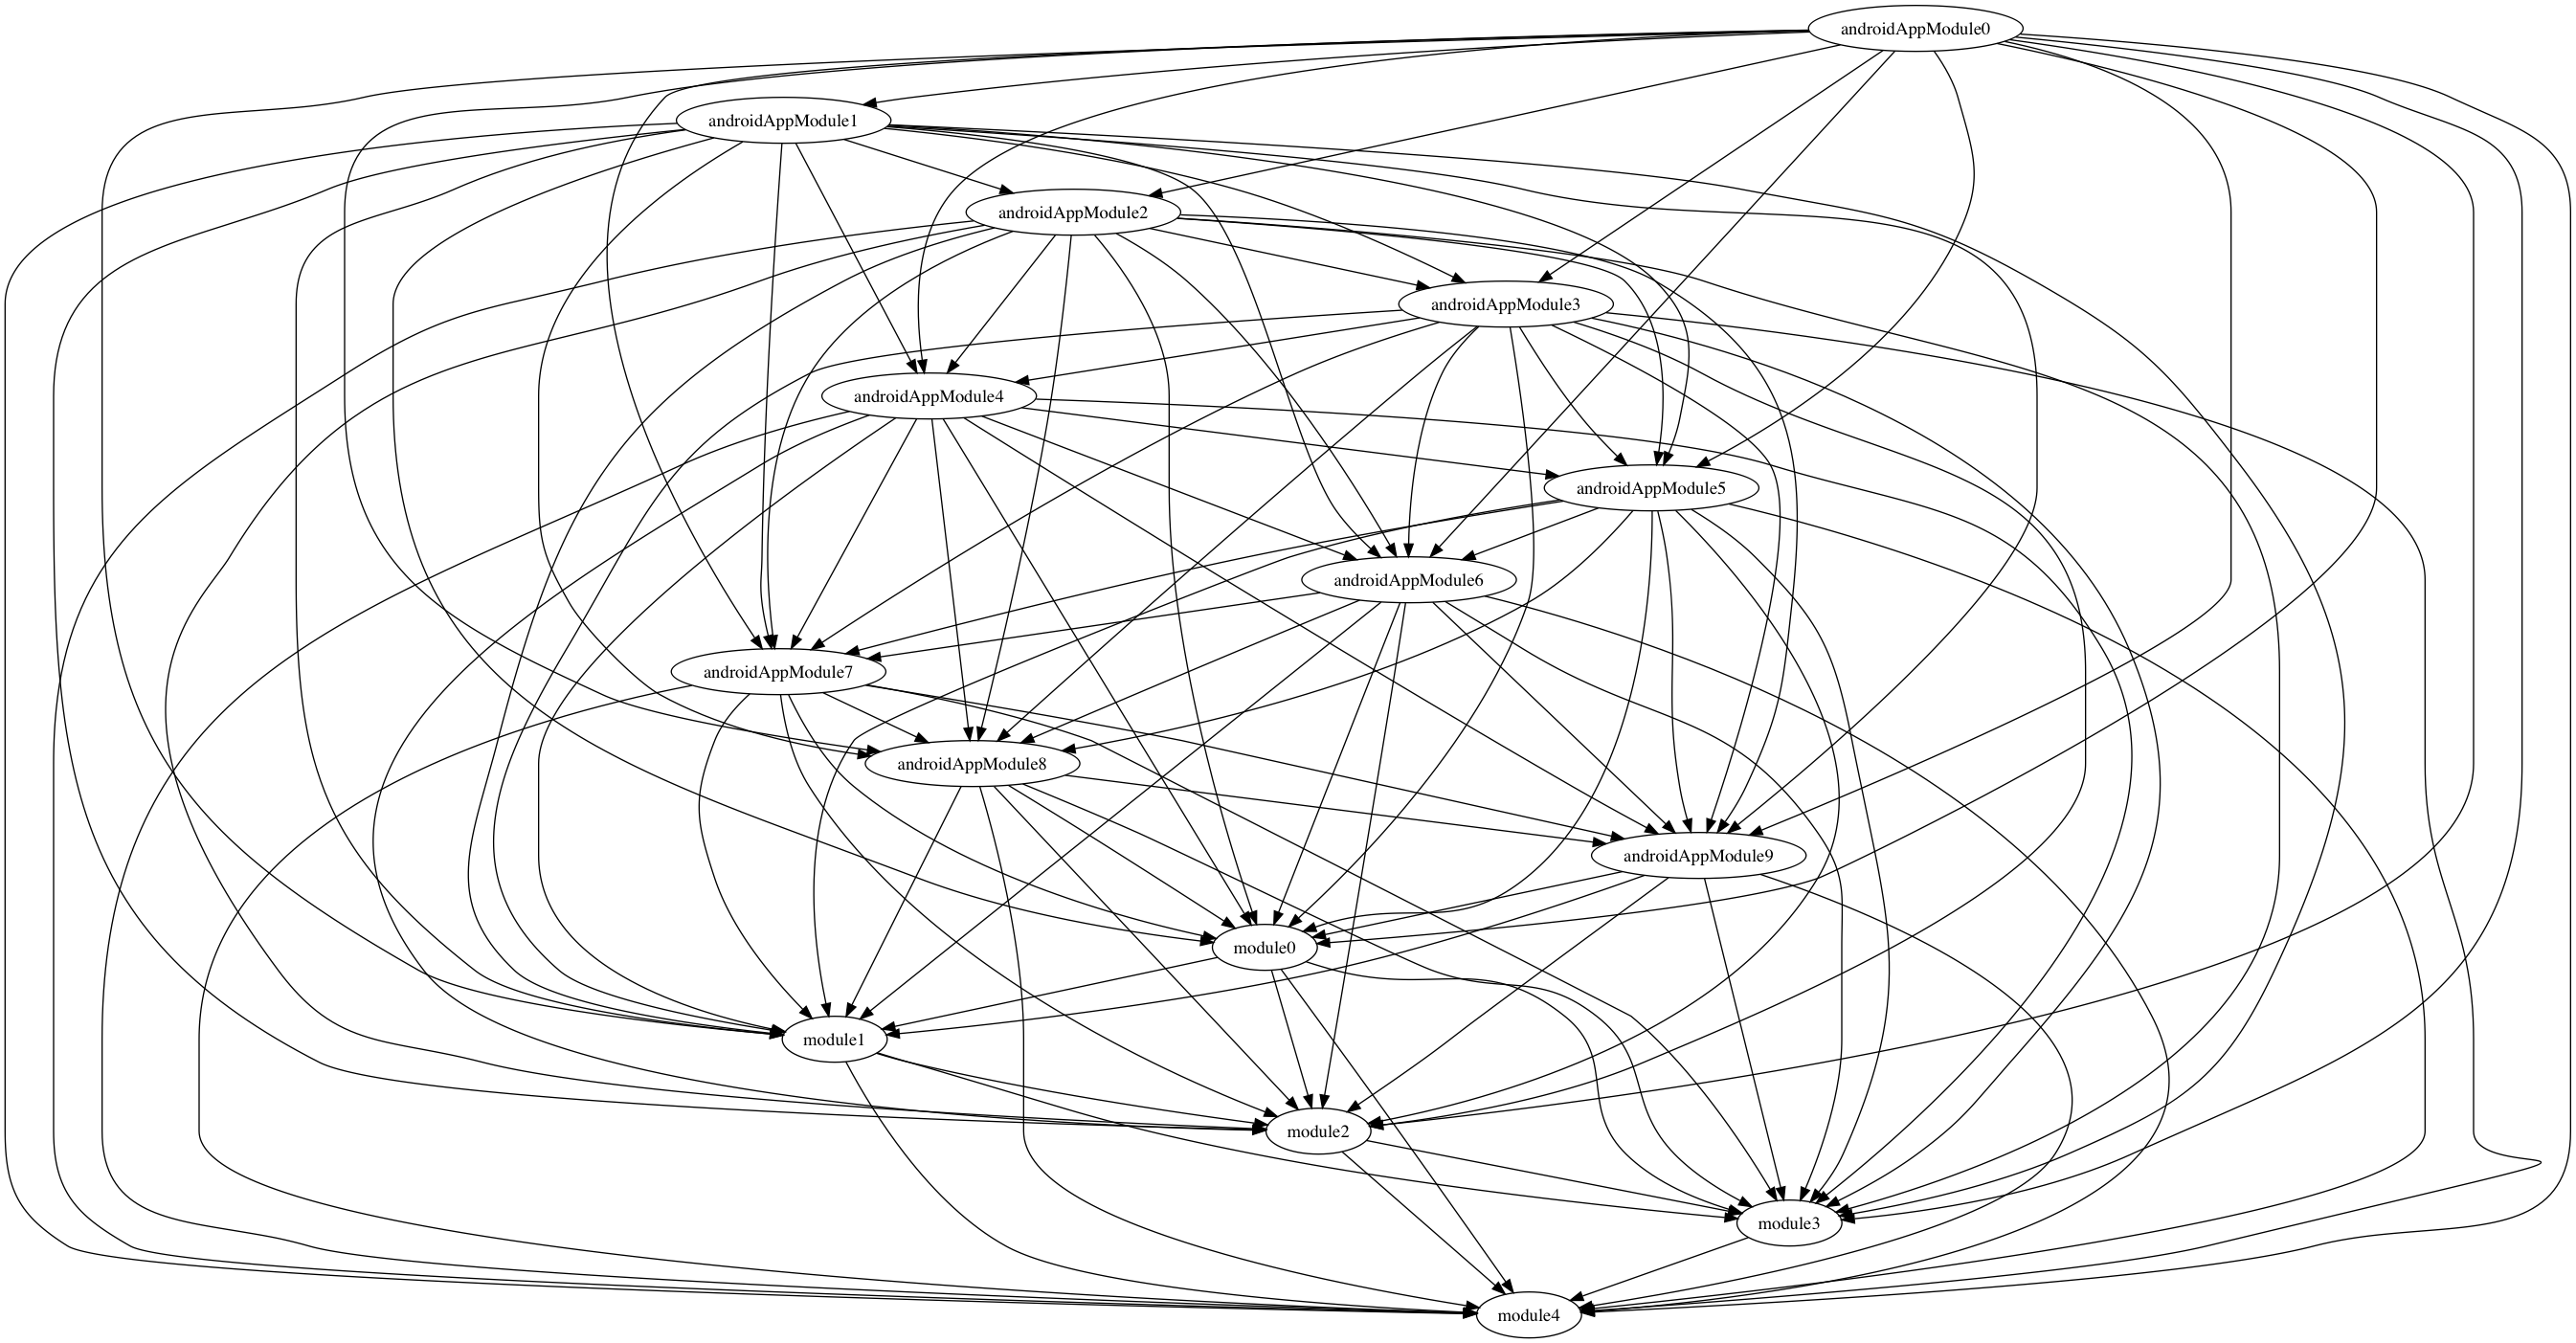 androidAppModule0
androidAppModule1
androidAppModule2
androidAppModule3
androidAppModule4
androidAppModule5
androidAppModule6
androidAppModule7
androidAppModule8
androidAppModule9
module0
module1
module2
module3
module4